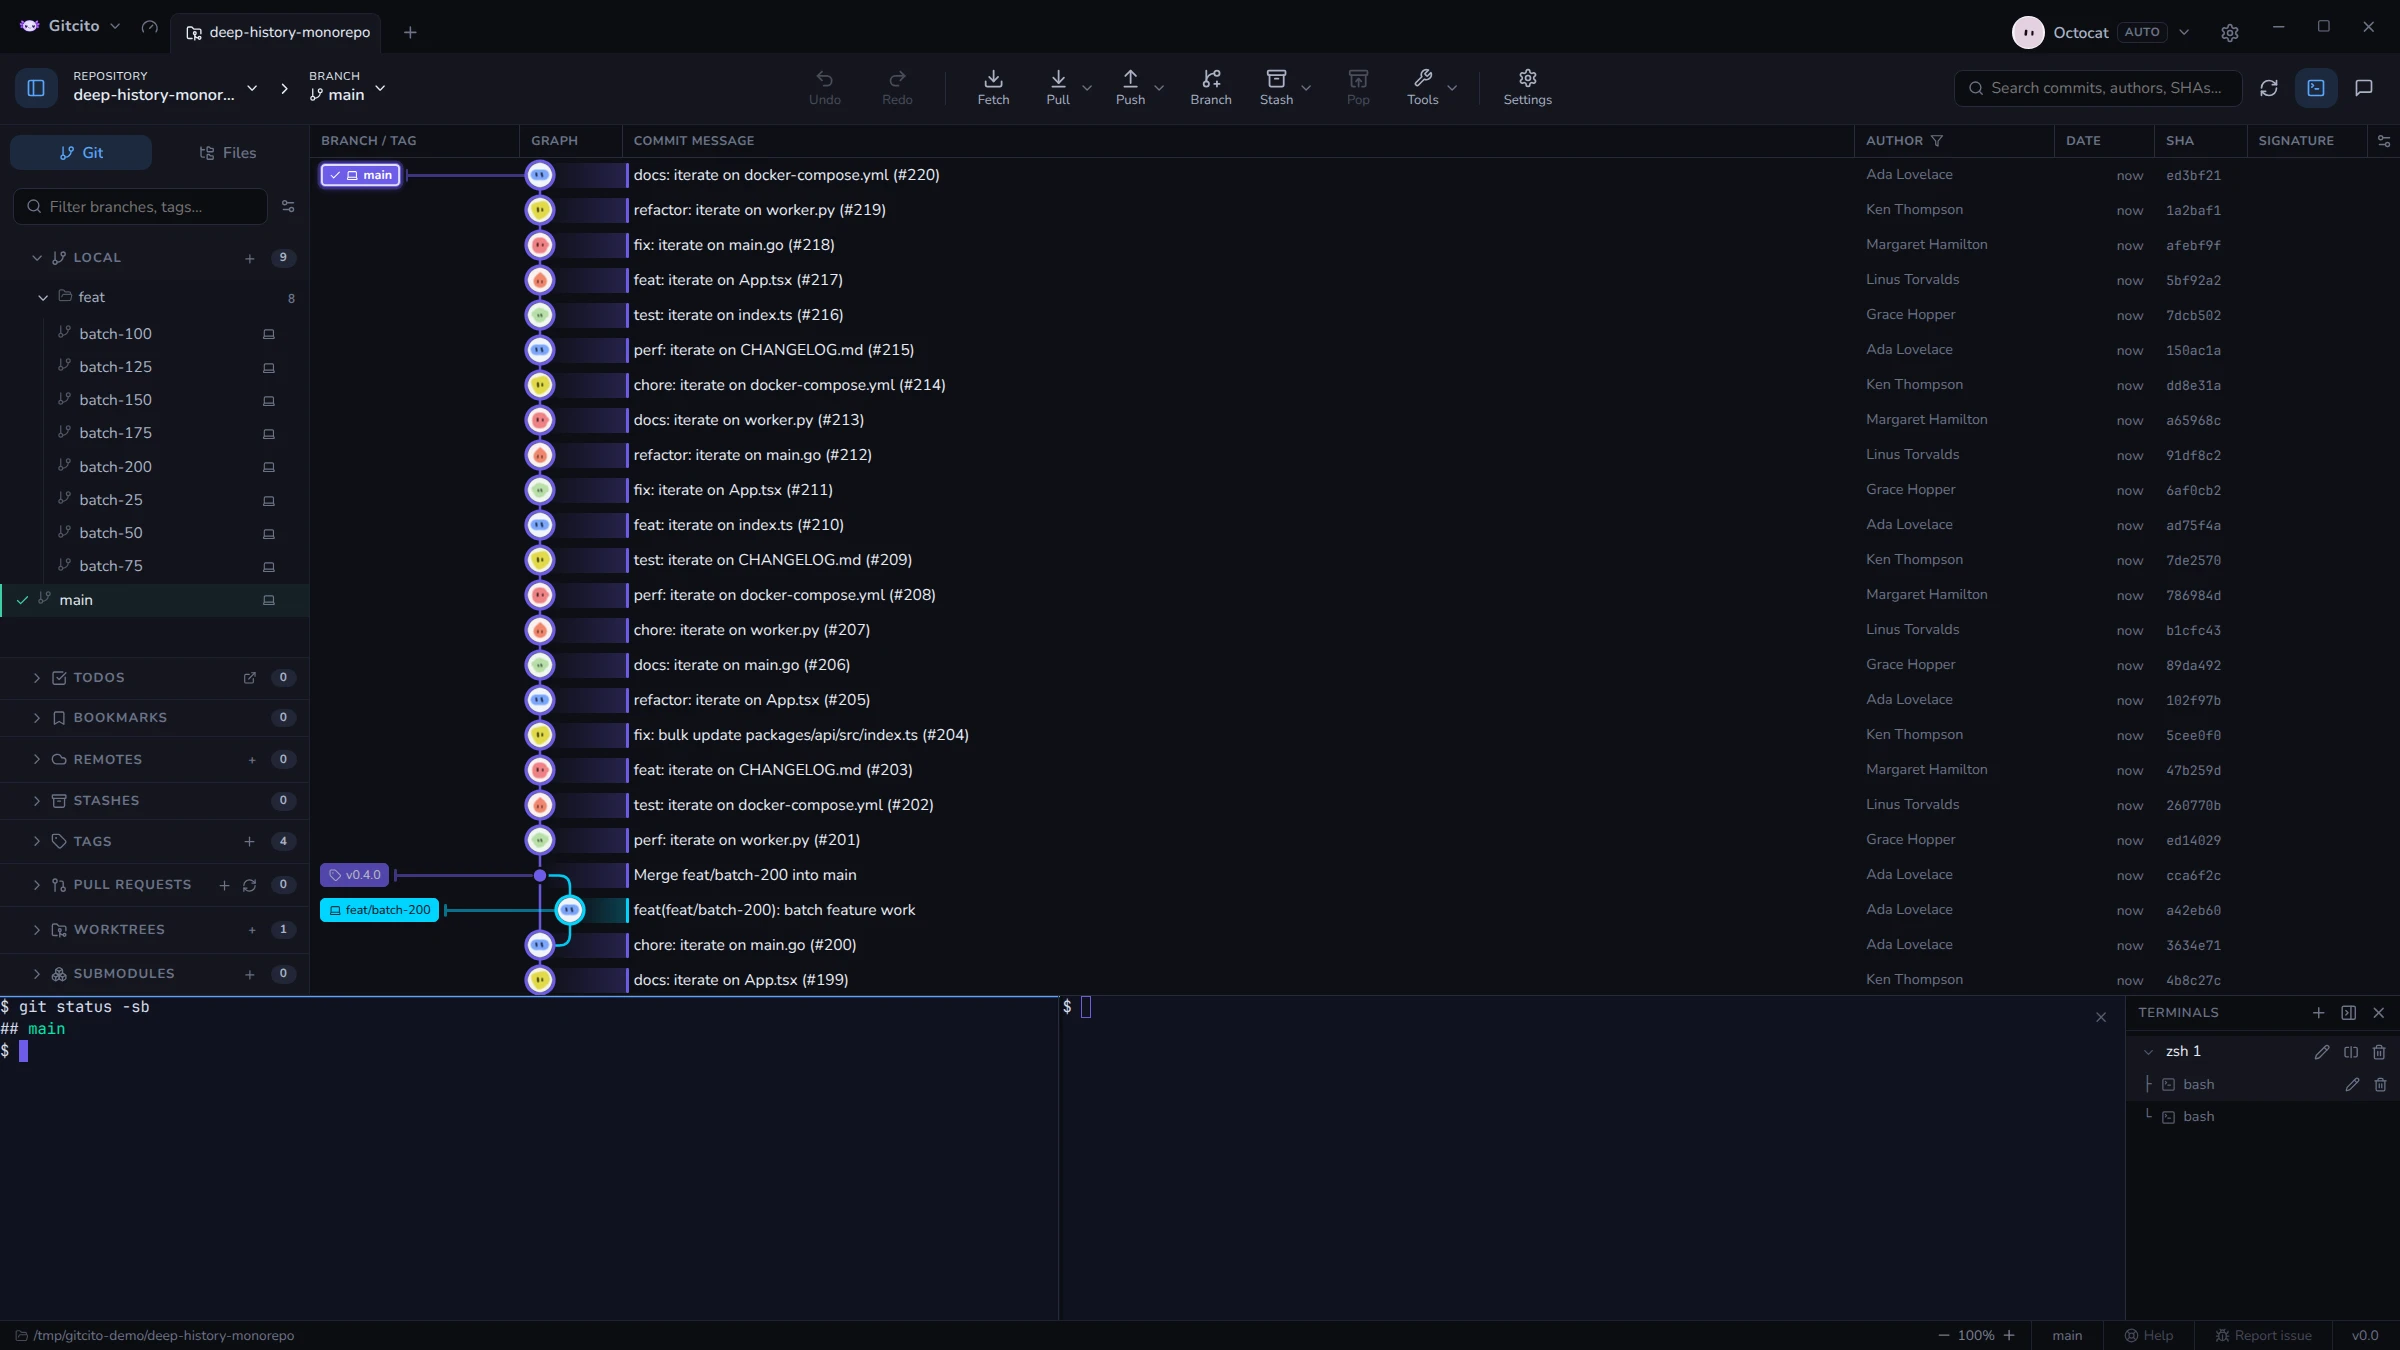 Gitcito
deep-history-monorepo
Octocat AUTO
REPOSITORY
deep-history-monor...
BRANCH
main
Undo
Redo
Fetch
Pull
Push
Branch
Stash
Pop
Tools
Settings
Search commits, authors, SHAs...
Git
Files
Filter branches, tags...
LOCAL 9
feat 8
batch-100
batch-125
batch-150
batch-175
batch-200
batch-25
batch-50
batch-75
main
TODOS 0
BOOKMARKS 0
REMOTES 0
STASHES 0
TAGS 4
PULL REQUESTS 0
WORKTREES 1
SUBMODULES 0
BRANCH / TAG GRAPH COMMIT MESSAGE AUTHOR DATE SHA SIGNATURE
main docs: iterate on docker-compose.yml (#220) Ada Lovelace now ed3bf21
refactor: iterate on worker.py (#219) Ken Thompson now 1a2baf1
fix: iterate on main.go (#218) Margaret Hamilton now afebf9f
feat: iterate on App.tsx (#217) Linus Torvalds now 5bf92a2
test: iterate on index.ts (#216) Grace Hopper now 7dcb502
perf: iterate on CHANGELOG.md (#215) Ada Lovelace now 150ac1a
chore: iterate on docker-compose.yml (#214) Ken Thompson now dd8e31a
docs: iterate on worker.py (#213) Margaret Hamilton now a65968c
refactor: iterate on main.go (#212) Linus Torvalds now 91df8c2
fix: iterate on App.tsx (#211) Grace Hopper now 6af0cb2
feat: iterate on index.ts (#210) Ada Lovelace now ad75f4a
test: iterate on CHANGELOG.md (#209) Ken Thompson now 7de2570
perf: iterate on docker-compose.yml (#208) Margaret Hamilton now 786984d
chore: iterate on worker.py (#207) Linus Torvalds now b1cfc43
docs: iterate on main.go (#206) Grace Hopper now 89da492
refactor: iterate on App.tsx (#205) Ada Lovelace now 102f97b
fix: bulk update packages/api/src/index.ts (#204) Ken Thompson now 5cee0f0
feat: iterate on CHANGELOG.md (#203) Margaret Hamilton now 47b259d
test: iterate on docker-compose.yml (#202) Linus Torvalds now 260770b
perf: iterate on worker.py (#201) Grace Hopper now ed14029
v0.4.0 Merge feat/batch-200 into main Ada Lovelace now cca6f2c
feat/batch-200 feat(feat/batch-200): batch feature work Ada Lovelace now a42eb60
chore: iterate on main.go (#200) Ada Lovelace now 3634e71
docs: iterate on App.tsx (#199) Ken Thompson now 4b8c27c
$ git status -sb
## main
$
$
TERMINALS
zsh 1
bash
bash
/tmp/gitcito-demo/deep-history-monorepo
100%
main
Help
Report issue
v0.0